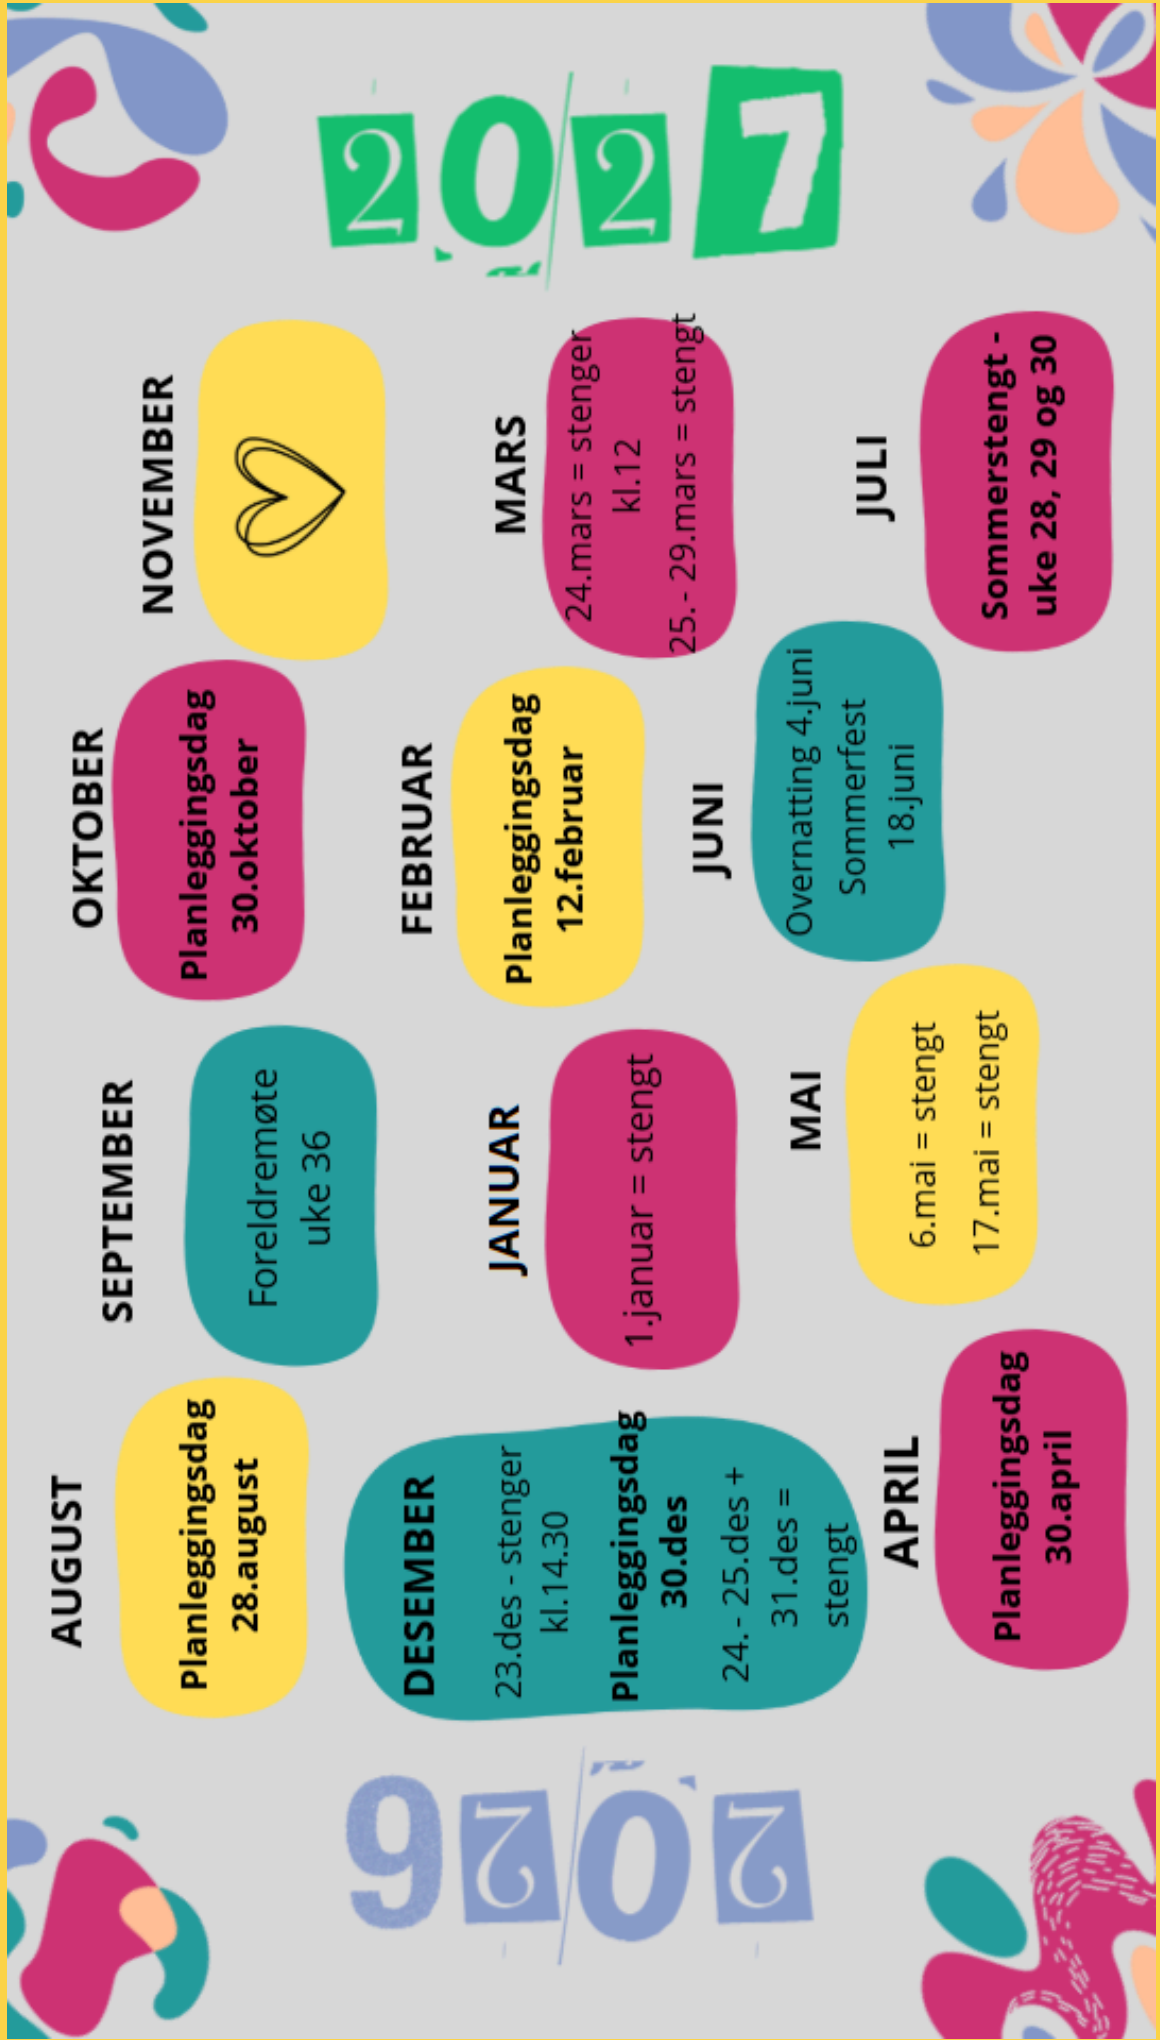 2026
2027
AUGUST
Planleggingsdag
28.august
SEPTEMBER
Foreldremøte
uke 36
OKTOBER
Planleggingsdag
30.oktober
NOVEMBER
DESEMBER
23.des - stenger
kl.14.30
Planleggingsdag
30.des
24. - 25.des +
31.des =
stengt
JANUAR
1.januar = stengt
FEBRUAR
Planleggingsdag
12.februar
MARS
24.mars = stenger
kl.12
25. - 29.mars = stengt
APRIL
Planleggingsdag
30.april
MAI
6.mai = stengt
17.mai = stengt
JUNI
Overnatting 4.juni
Sommerfest
18.juni
JULI
Sommerstengt -
uke 28, 29 og 30